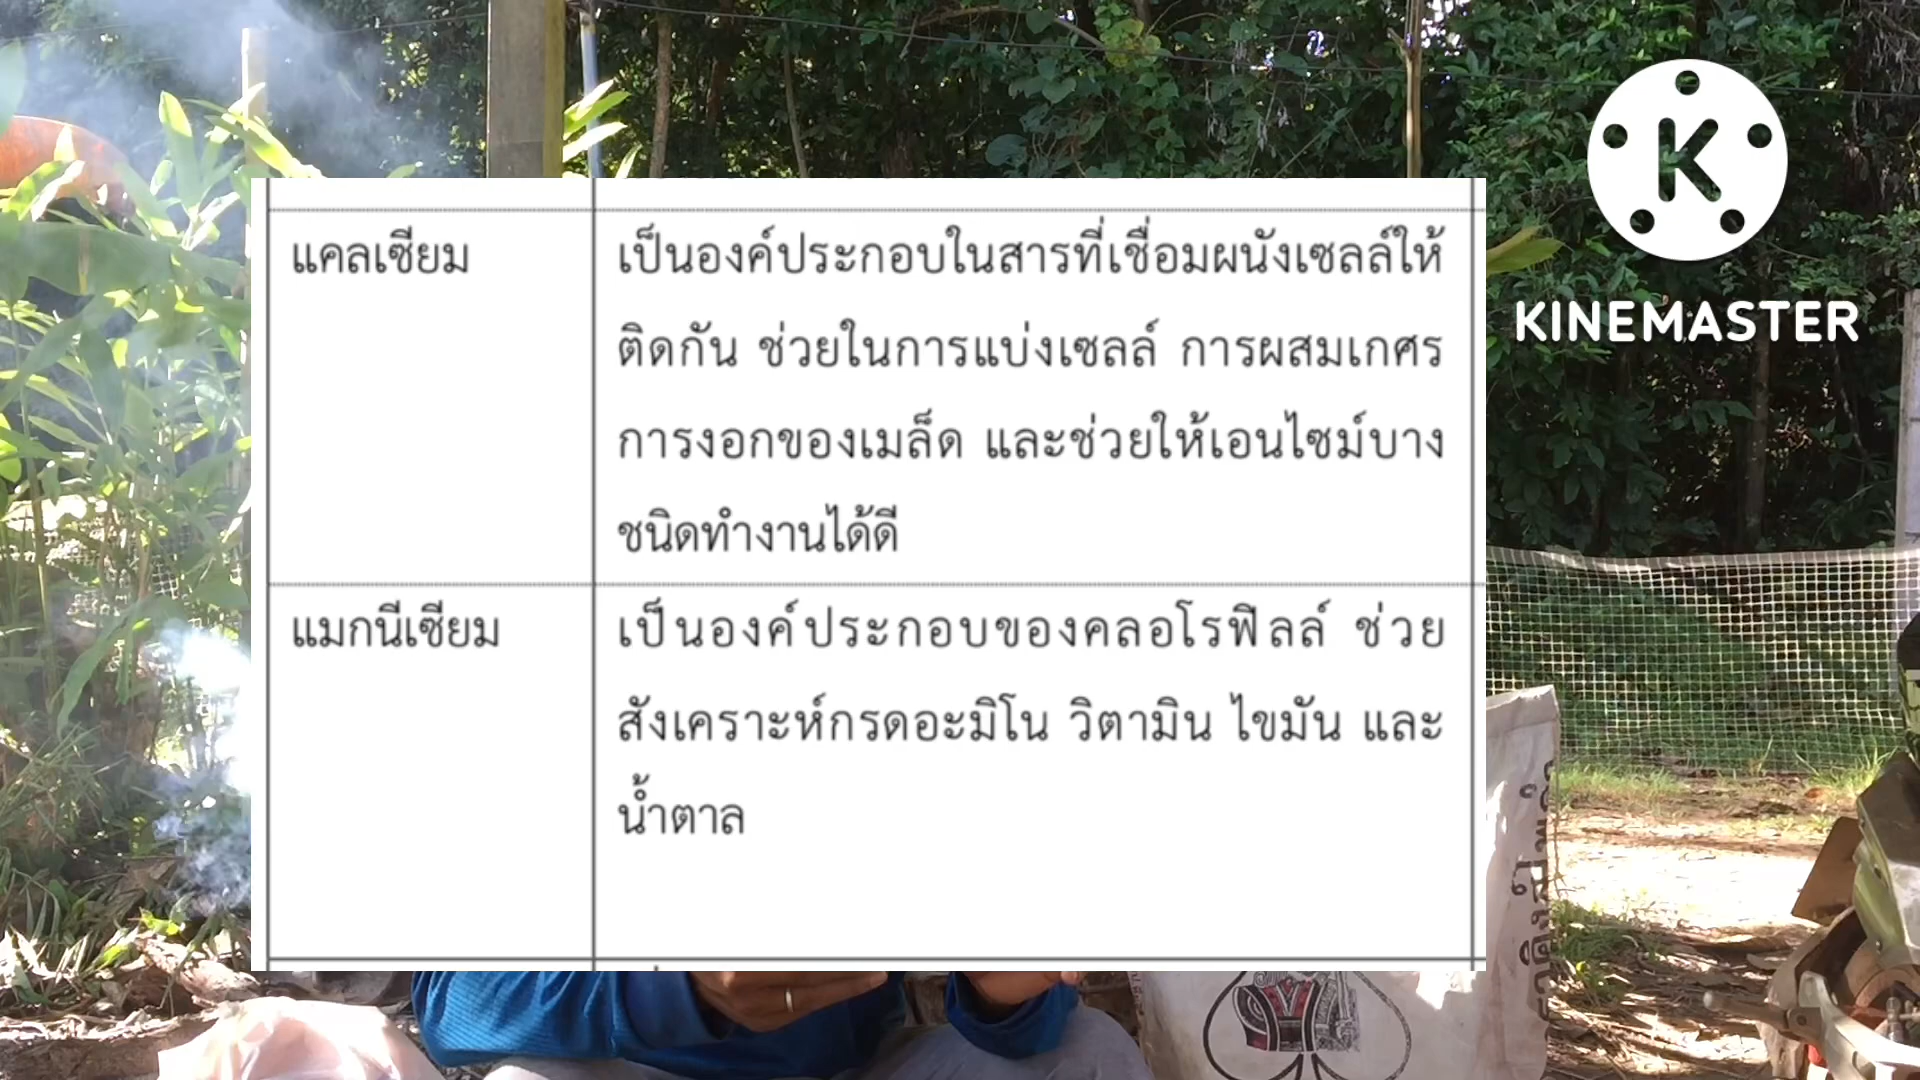 K
KINEMASTER
แคลเซียม
เป็นองค์ประกอบในสารที่เชื่อมผนังเซลล์ให้
ติดกัน ช่วยในการแบ่งเซลล์ การผสมเกศร
การงอกของเมล็ด และช่วยให้เอนไซม์บาง
ชนิดทำงานได้ดี
แมกนีเซียม
เป็นองค์ประกอบของคลอโรฟิลล์ ช่วย
สังเคราะห์กรดอะมิโน วิตามิน ไขมัน และ
น้ำตาล